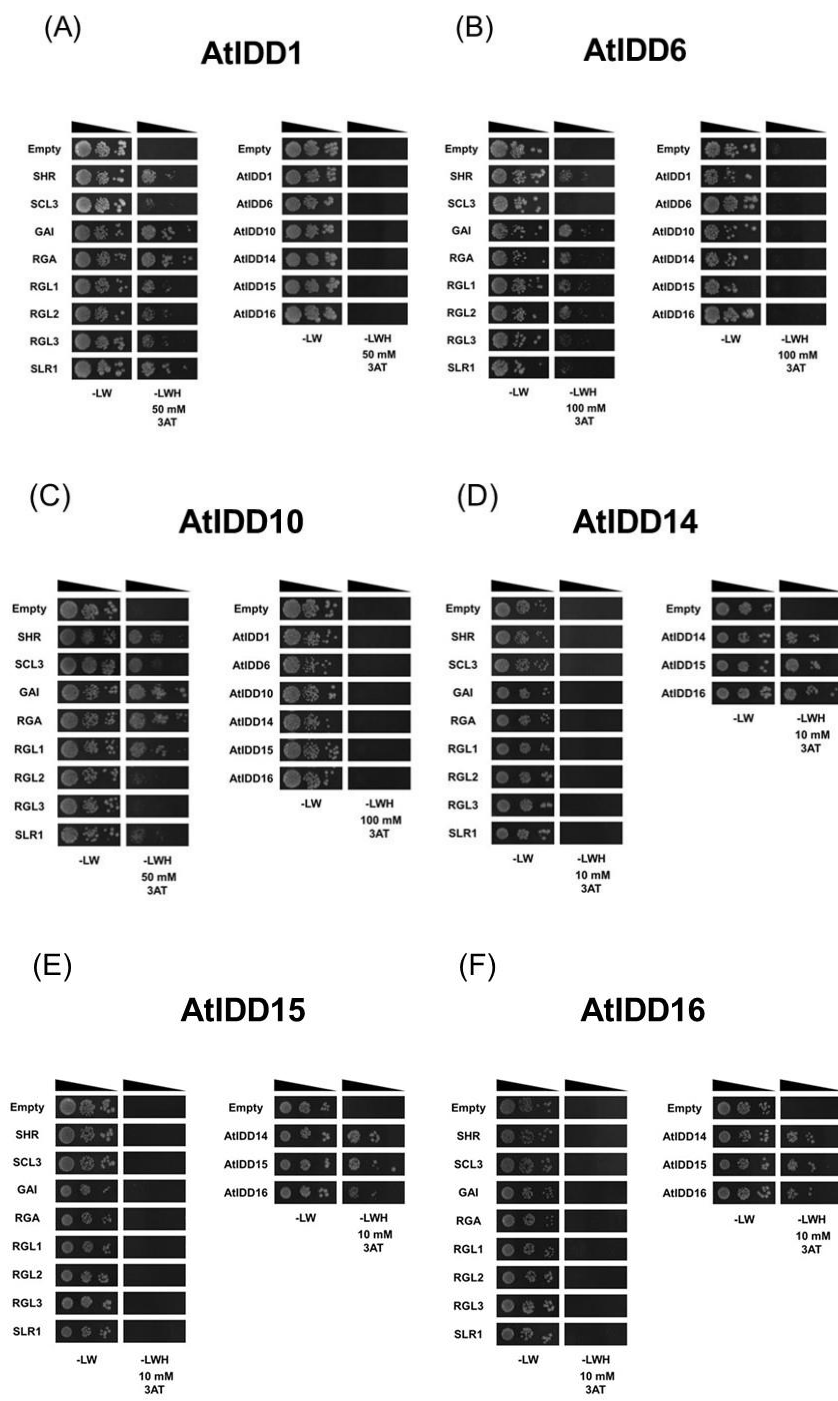 (A)
AtIDD1
Empty
SHR
SCL3
GAI
RGA
RGL1
RGL2
RGL3
SLR1
-LW
-LWH
50 mM
3AT
Empty
AtIDD1
AtIDD6
AtIDD10
AtIDD14
AtIDD15
AtIDD16
-LW
-LWH
50 mM
3AT
(B)
AtIDD6
Empty
SHR
SCL3
GAI
RGA
RGL1
RGL2
RGL3
SLR1
-LW
-LWH
100 mM
3AT
Empty
AtIDD1
AtIDD6
AtIDD10
AtIDD14
AtIDD15
AtIDD16
-LW
-LWH
100 mM
3AT
(C)
AtIDD10
Empty
SHR
SCL3
GAI
RGA
RGL1
RGL2
RGL3
SLR1
-LW
-LWH
50 mM
3AT
Empty
AtIDD1
AtIDD6
AtIDD10
AtIDD14
AtIDD15
AtIDD16
-LW
-LWH
100 mM
3AT
(D)
AtIDD14
Empty
SHR
SCL3
GAI
RGA
RGL1
RGL2
RGL3
SLR1
-LW
-LWH
10 mM
3AT
Empty
AtIDD14
AtIDD15
AtIDD16
-LW
-LWH
10 mM
3AT
(E)
AtIDD15
Empty
SHR
SCL3
GAI
RGA
RGL1
RGL2
RGL3
SLR1
-LW
-LWH
10 mM
3AT
Empty
AtIDD14
AtIDD15
AtIDD16
-LW
-LWH
10 mM
3AT
(F)
AtIDD16
Empty
SHR
SCL3
GAI
RGA
RGL1
RGL2
RGL3
SLR1
-LW
-LWH
10 mM
3AT
Empty
AtIDD14
AtIDD15
AtIDD16
-LW
-LWH
10 mM
3AT